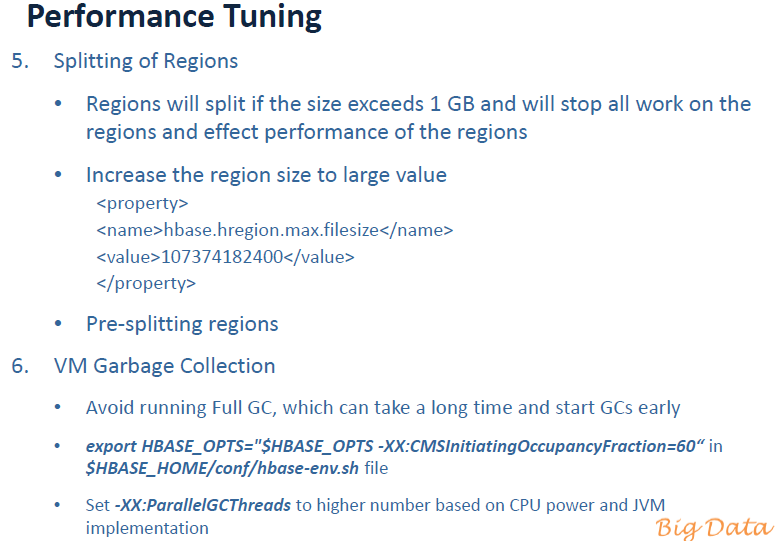 Performance Tuning
5. Splitting of Regions
• Regions will split if the size exceeds 1 GB and will stop all work on the
regions and effect performance of the regions
• Increase the region size to large value
<property>
<name>hbase.hregion.max.filesize</name>
<value>107374182400</value>
</property>
• Pre-splitting regions
6. VM Garbage Collection
• Avoid running Full GC, which can take a long time and start GCs early
• export HBASE_OPTS="$HBASE_OPTS -XX:CMSInitiatingOccupancyFraction=60“ in
$HBASE_HOME/conf/hbase-env.sh file
• Set -XX:ParallelGCThreads to higher number based on CPU power and JVM
implementation
Big Data